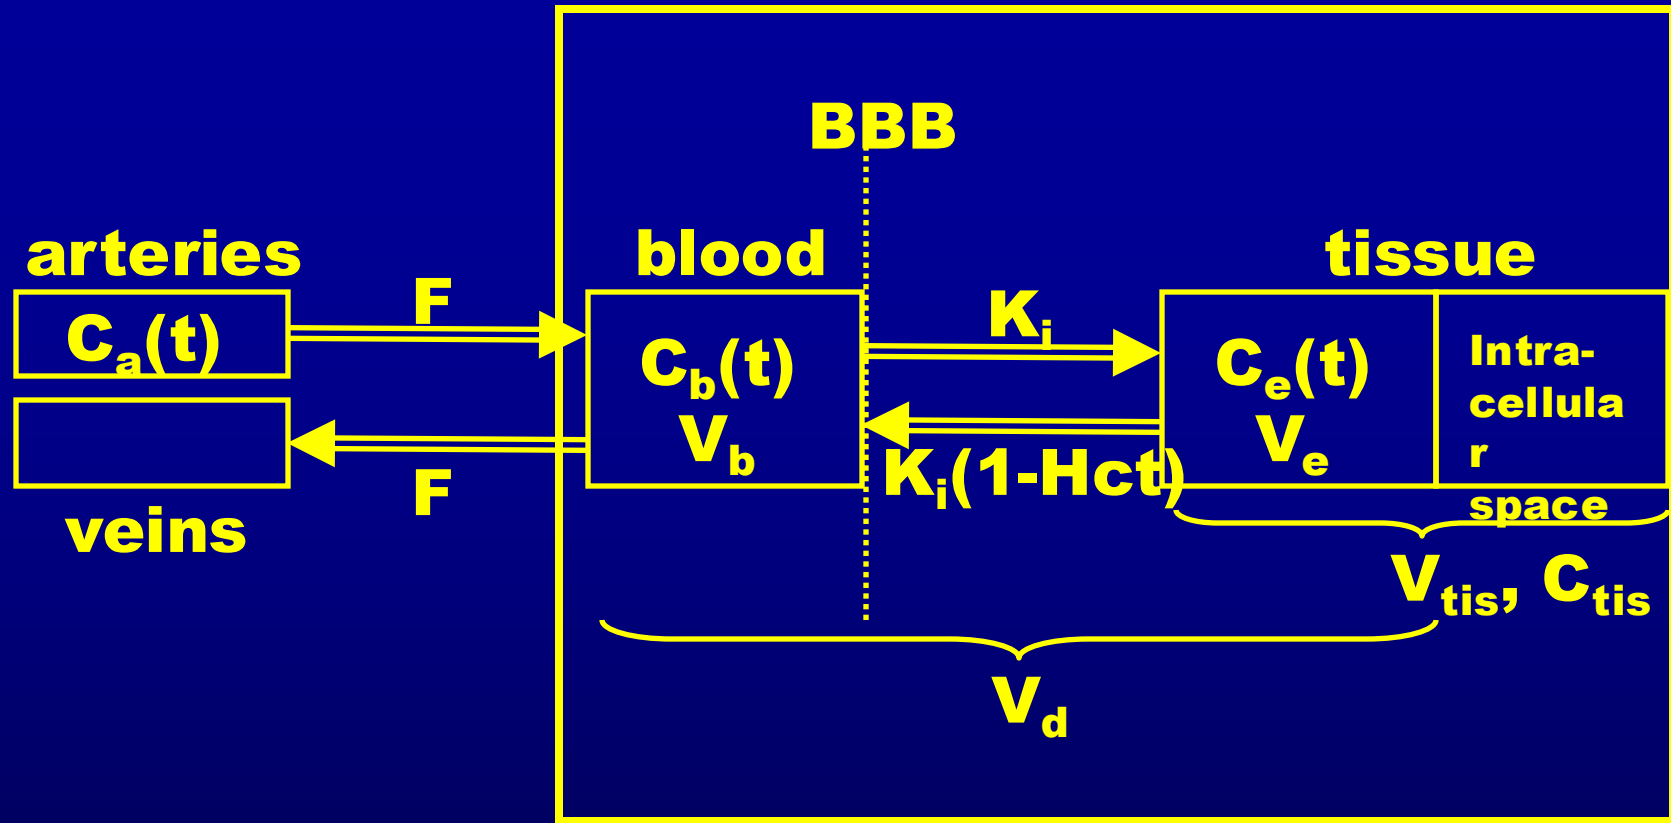 BBB
arteries
blood
tissue
F
Ca(t)
Cb(t)
Vb
Ki
Ce(t)
Ve
Intra-
cellula
r
space
F
Ki(1-Hct)
veins
Vtis, Ctis
Vd